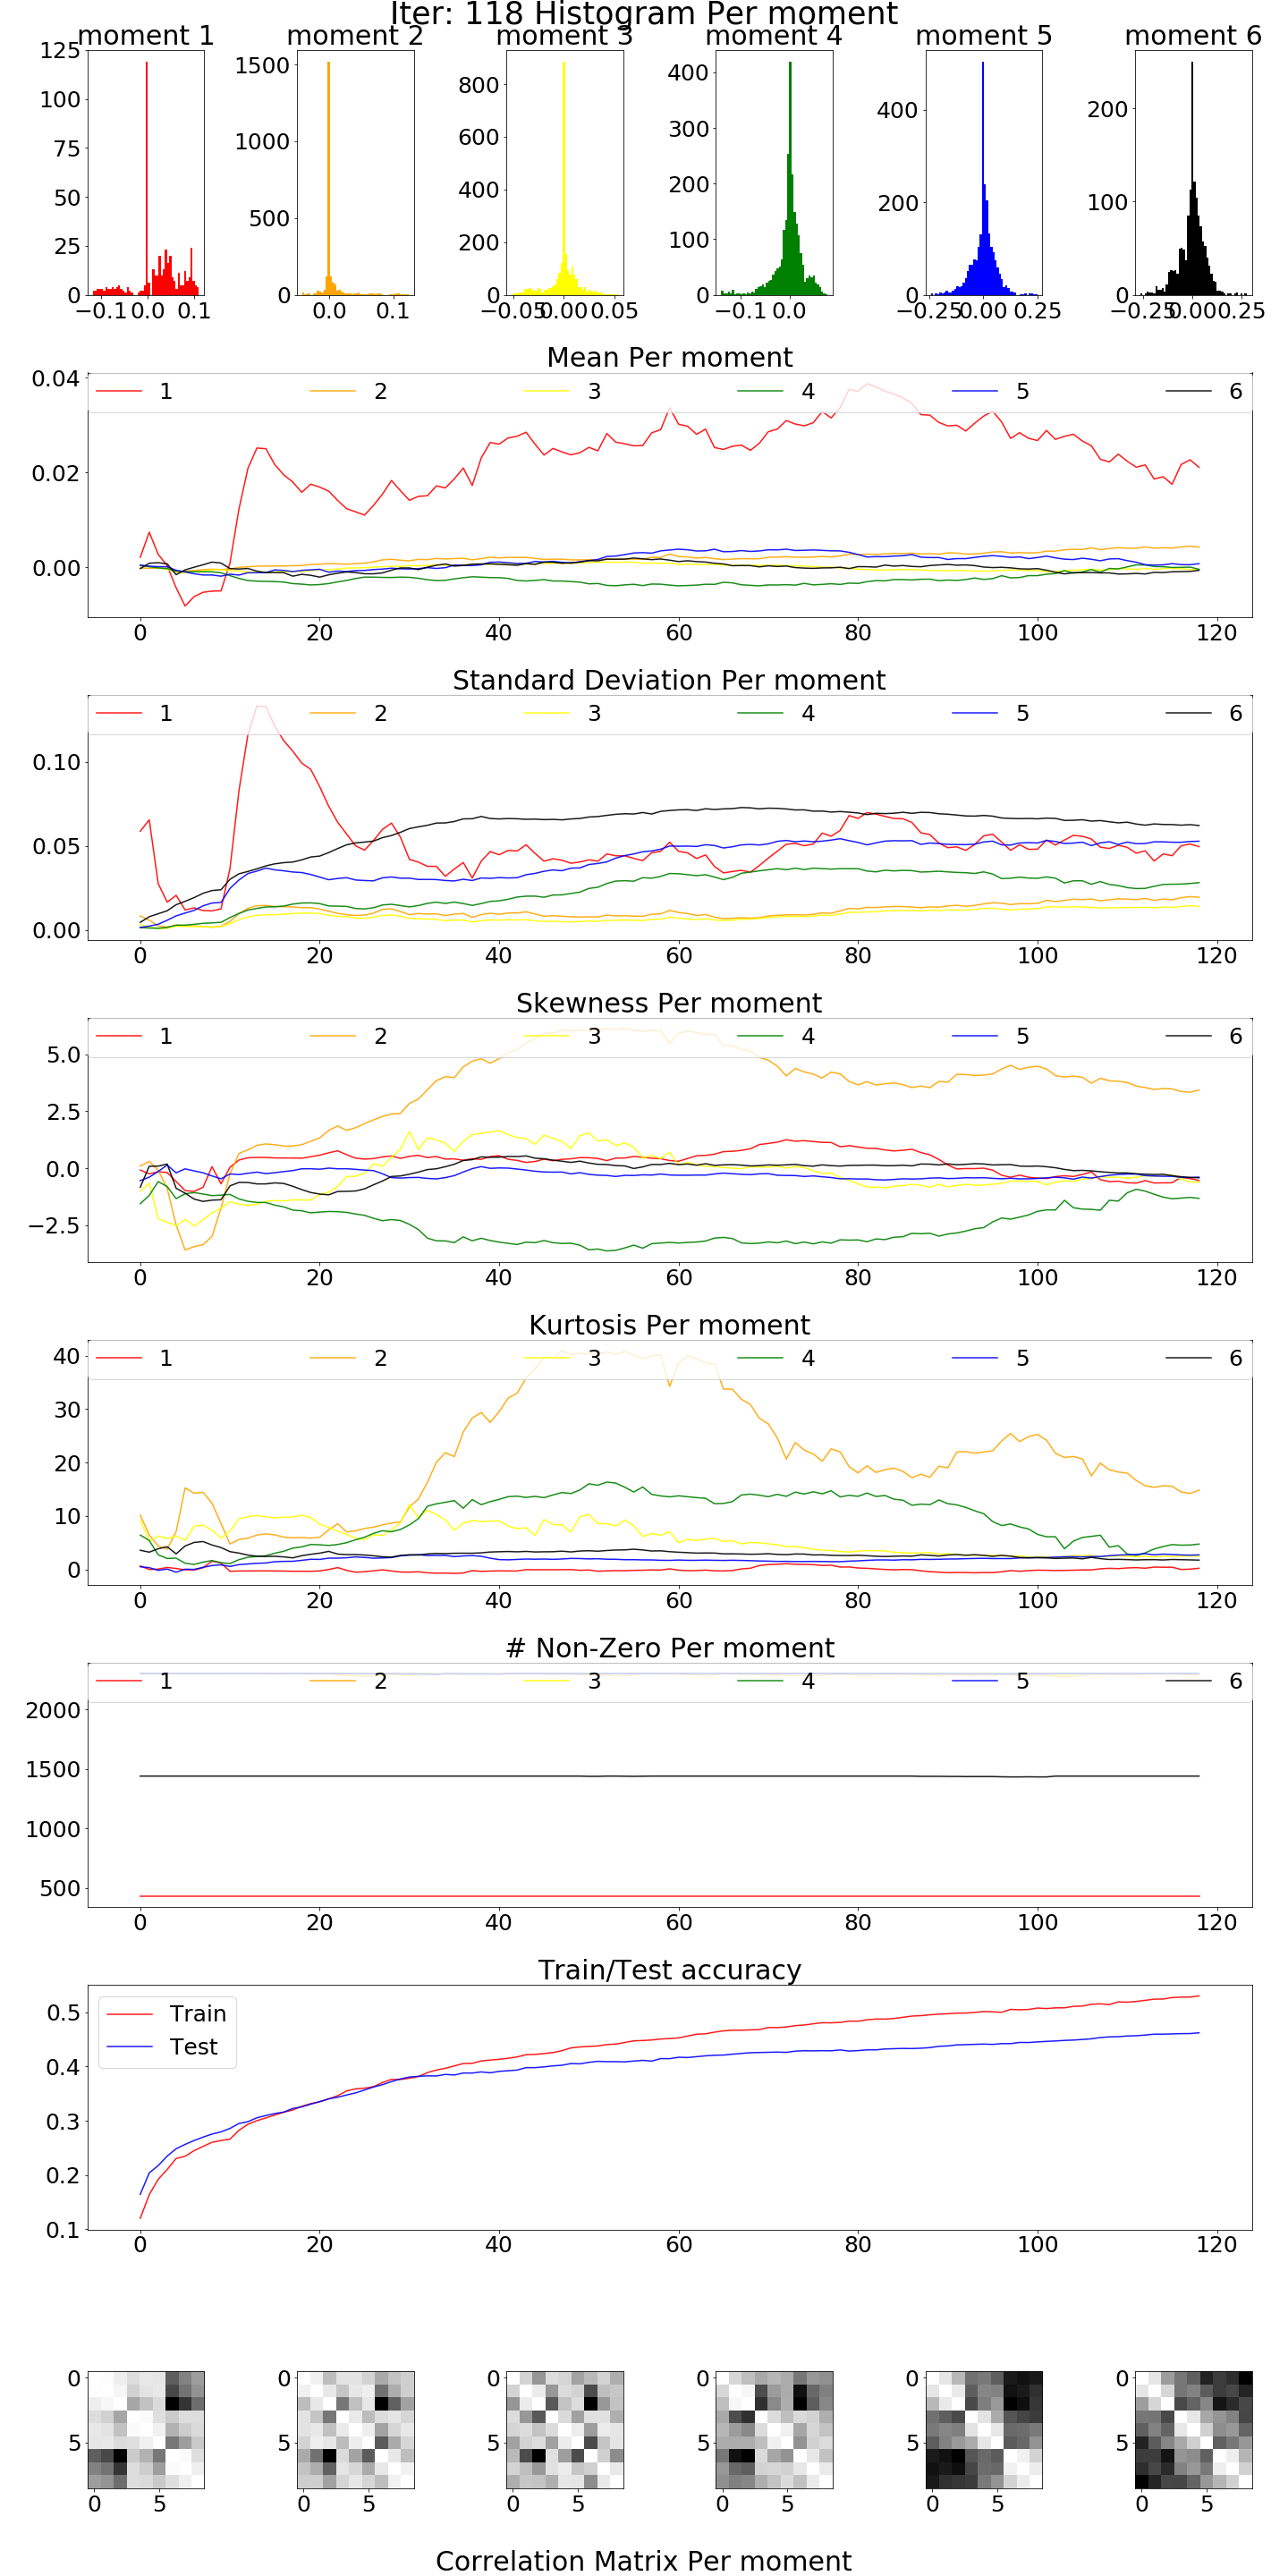 Iter: 118 Histogram Per moment
moment 1 moment 2 moment 3 moment 4 moment 5 moment 6
125 100 75 50 25 0
−0.1 0.0 0.1
1500 1000 500 0
0.0 0.1
800 600 400 200 0
−0.05 0.00 0.05
400 300 200 100 0
−0.1 0.0
400 200 0
−0.25 0.00 0.25
200 100 0
−0.25 0.00 0.25
Mean Per moment
1 2 3 4 5 6
0.04
0.02
0.00
0 20 40 60 80 100 120
Standard Deviation Per moment
1 2 3 4 5 6
0.10
0.05
0.00
0 20 40 60 80 100 120
Skewness Per moment
1 2 3 4 5 6
5.0
2.5
0.0
−2.5
0 20 40 60 80 100 120
Kurtosis Per moment
1 2 3 4 5 6
40
30
20
10
0
0 20 40 60 80 100 120
# Non-Zero Per moment
1 2 3 4 5 6
2000
1500
1000
500
0 20 40 60 80 100 120
Train/Test accuracy
Train
Test
0.5
0.4
0.3
0.2
0.1
0 20 40 60 80 100 120
0 0 0 0 0 0
5 5 5 5 5 5
0 5 0 5 0 5 0 5 0 5 0 5
Correlation Matrix Per moment